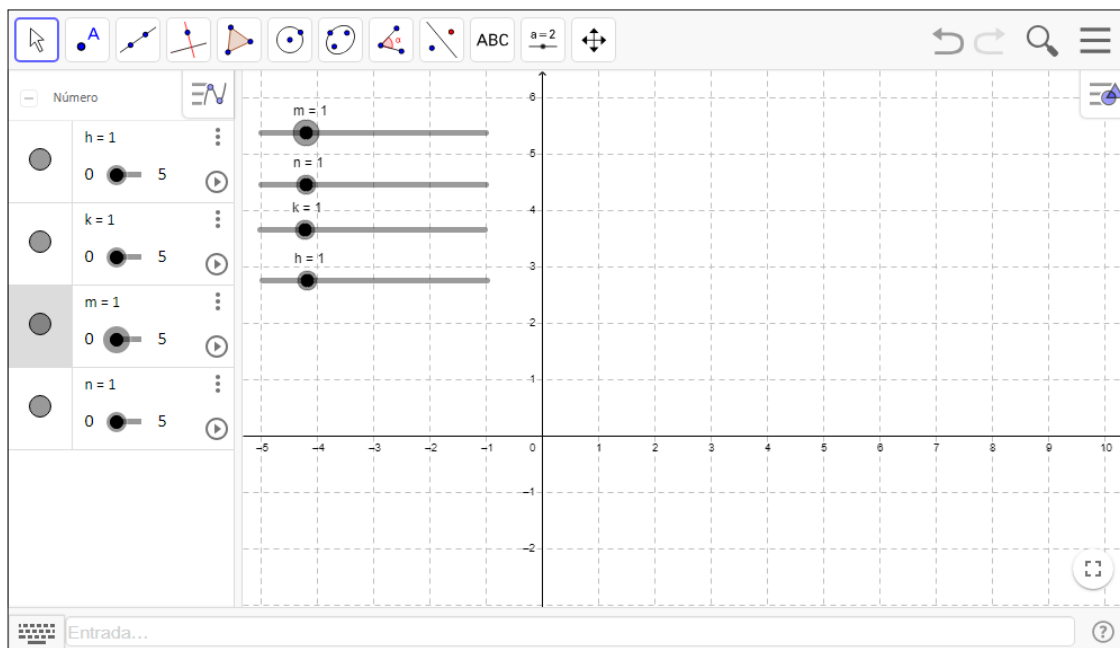 A
α
ABC
a = 2
Número
h = 1
0 5
k = 1
0 5
m = 1
0 5
n = 1
0 5
m = 1
n = 1
k = 1
h = 1
6
5
4
3
2
1
–5 –4 –3 –2 –1 0 1 2 3 4 5 6 7 8 9 10
–1
–2
Entrada...
?